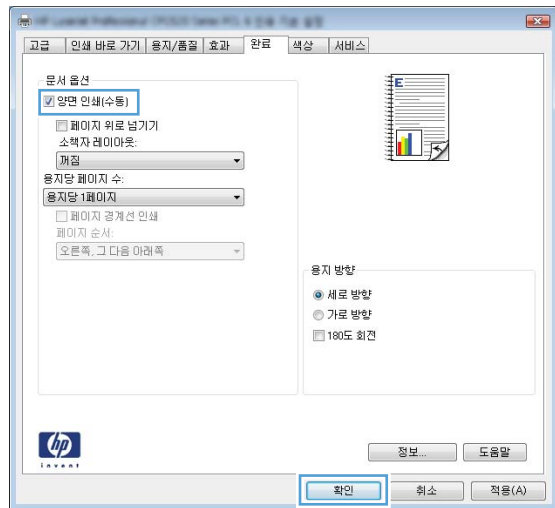 고급 인쇄 바로 가기 용지/품질 효과 완료 색상 서비스
문서 옵션
양면 인쇄(수동)
페이지 위로 넘기기
소책자 레이아웃:
꺼짐
용지당 페이지 수:
용지당 1페이지
페이지 경계선 인쇄
페이지 순서:
오른쪽, 그 다음 아래쪽
E
용지 방향
세로 방향
가로 방향
180도 회전
hp
invent
정보... 도움말
확인 취소 적용(A)